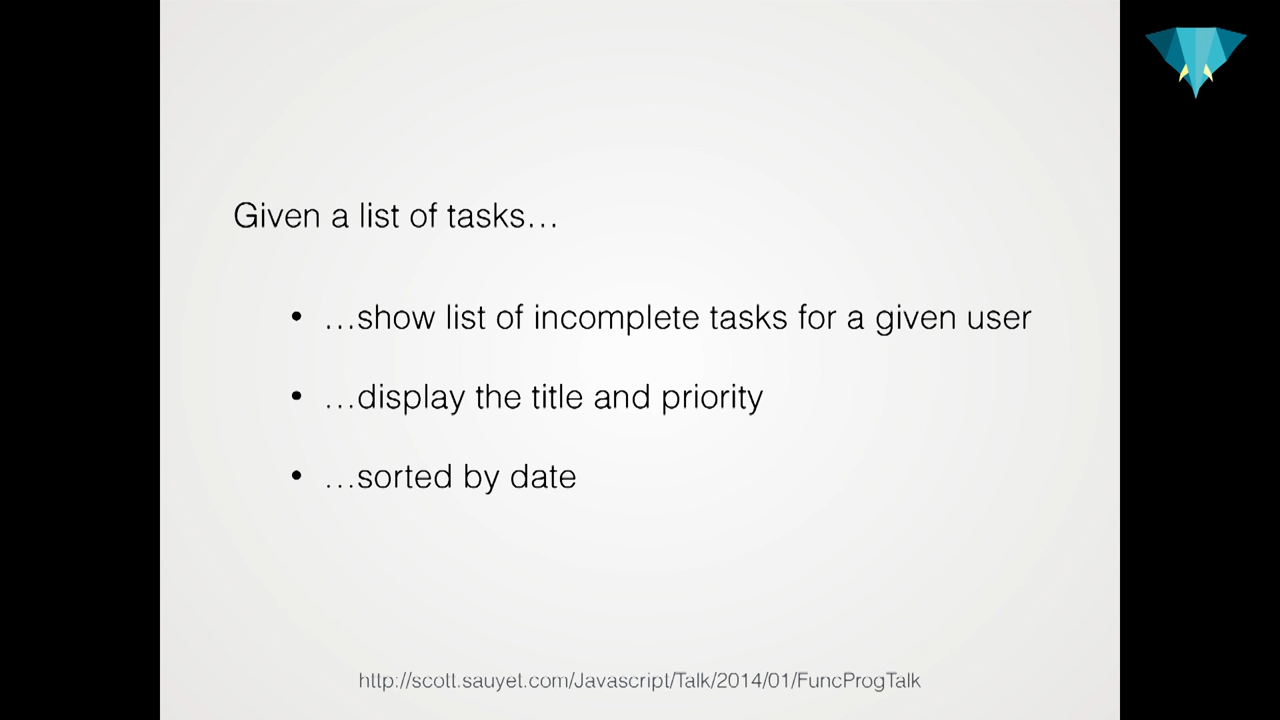 Given a list of tasks…
• …show list of incomplete tasks for a given user
• …display the title and priority
• …sorted by date
http://scott.sauyet.com/Javascript/Talk/2014/01/FuncProgTalk